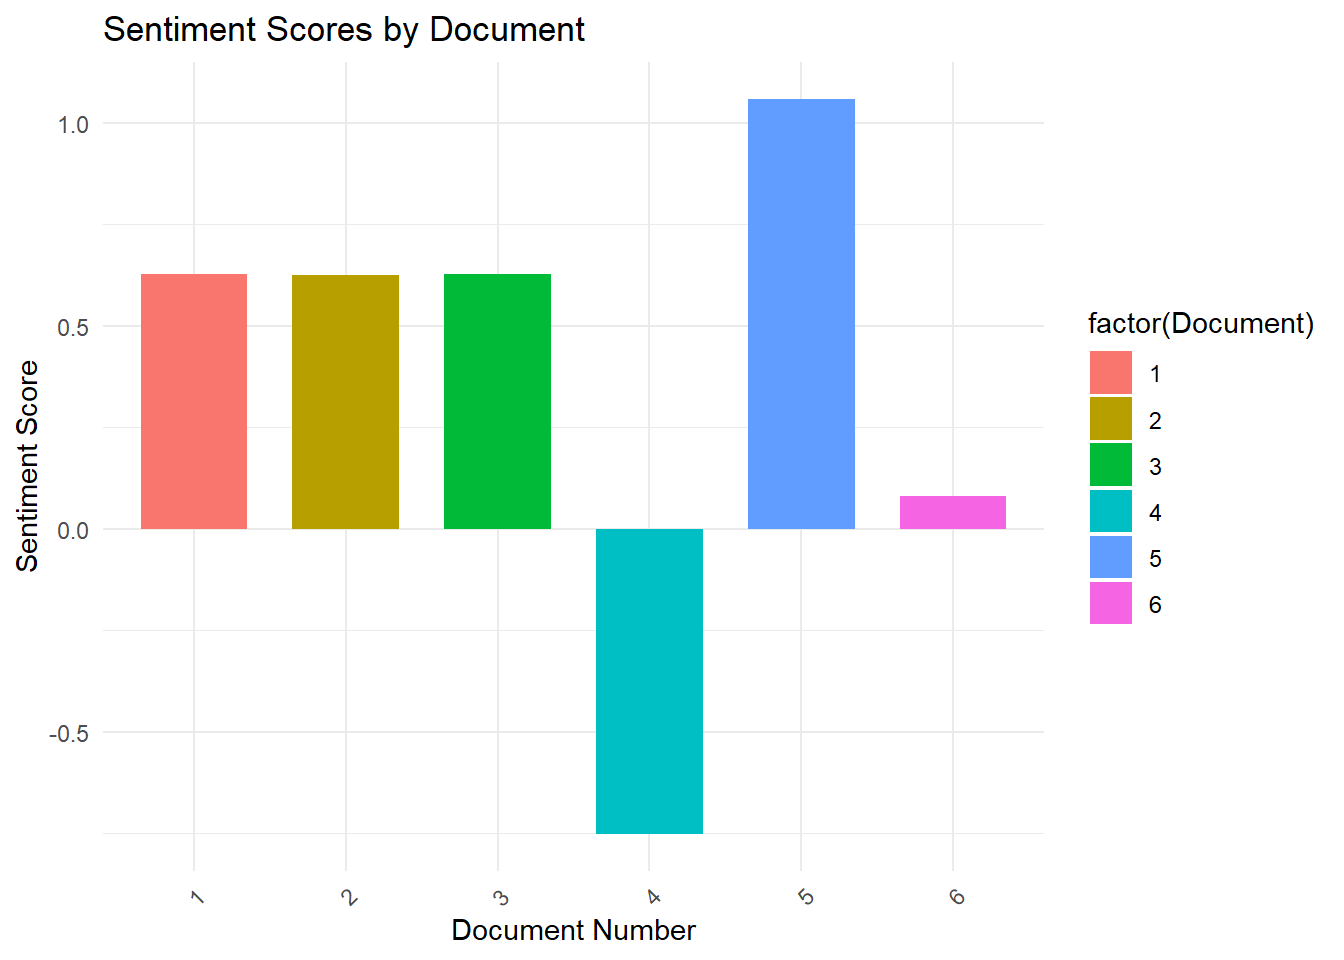 Sentiment Scores by Document
1.0
0.5
0.0
-0.5
Sentiment Score
1 2 3 4 5 6
Document Number
factor(Document)
1
2
3
4
5
6